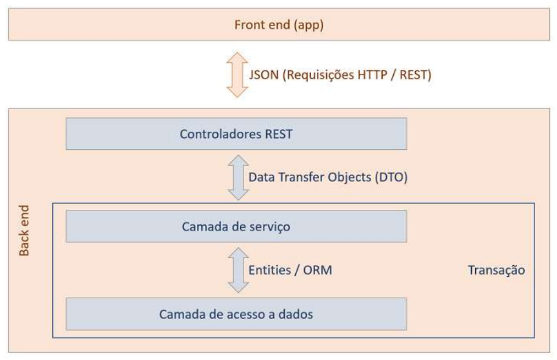 Front end (app)
JSON (Requisições HTTP / REST)
Back end
Controladores REST
Data Transfer Objects (DTO)
Camada de serviço
Entities / ORM
Transação
Camada de acesso a dados